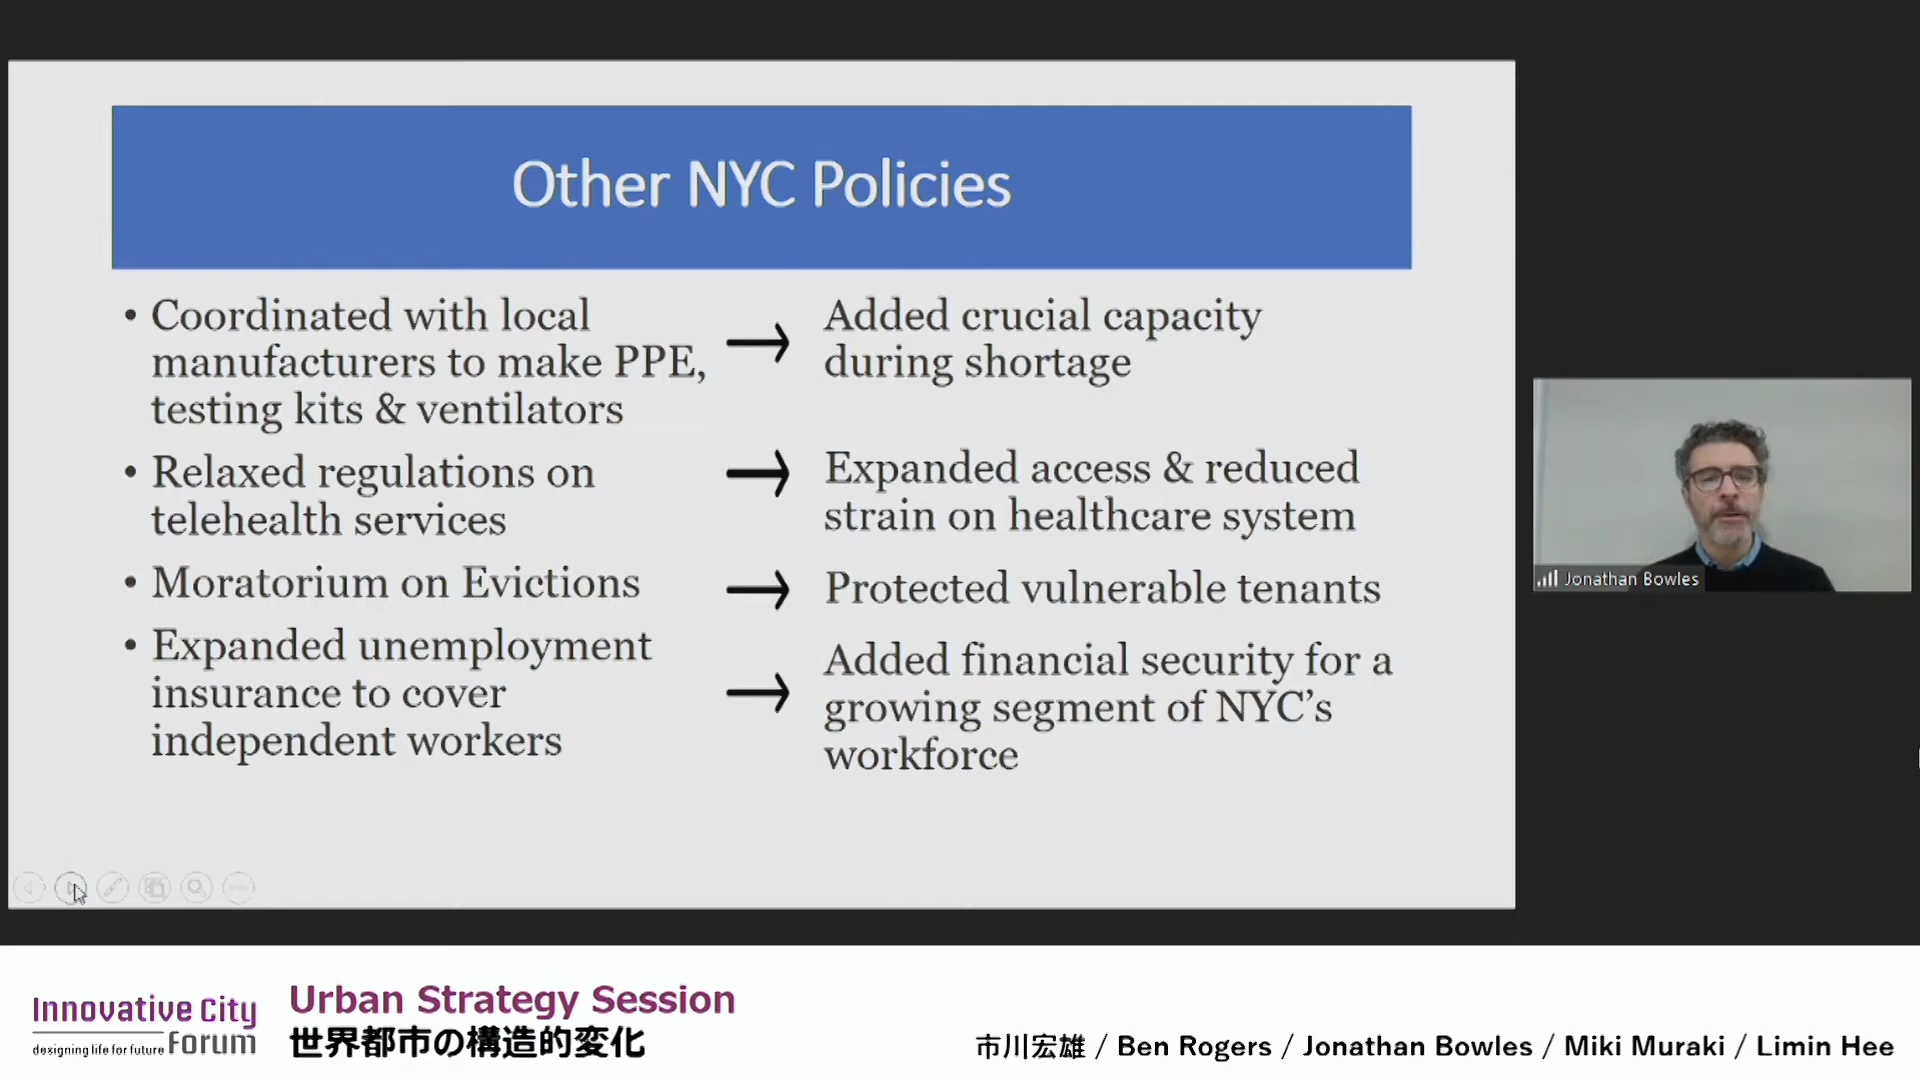 Other NYC Policies
• Coordinated with local
manufacturers to make PPE,
testing kits & ventilators
Added crucial capacity
during shortage
• Relaxed regulations on
telehealth services
Expanded access & reduced
strain on healthcare system
• Moratorium on Evictions
Protected vulnerable tenants
• Expanded unemployment
insurance to cover
independent workers
Added financial security for a
growing segment of NYC’s
workforce
Jonathan Bowles
Innovative City
Forum
designing life for future
Urban Strategy Session
世界都市の構造的変化
市川宏雄 / Ben Rogers / Jonathan Bowles / Miki Muraki / Limin Hee